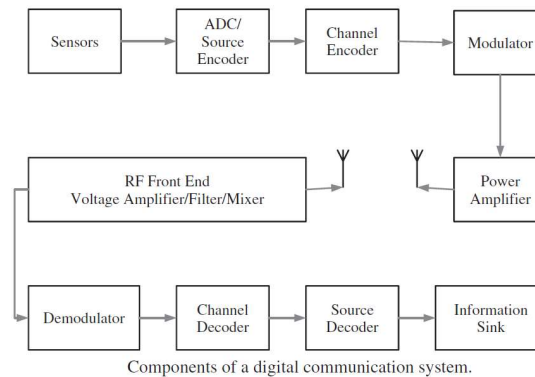 Sensors
ADC/
Source
Encoder
Channel
Encoder
Modulator
RF Front End
Voltage Amplifier/Filter/Mixer
Power
Amplifier
Demodulator
Channel
Decoder
Source
Decoder
Information
Sink
Components of a digital communication system.